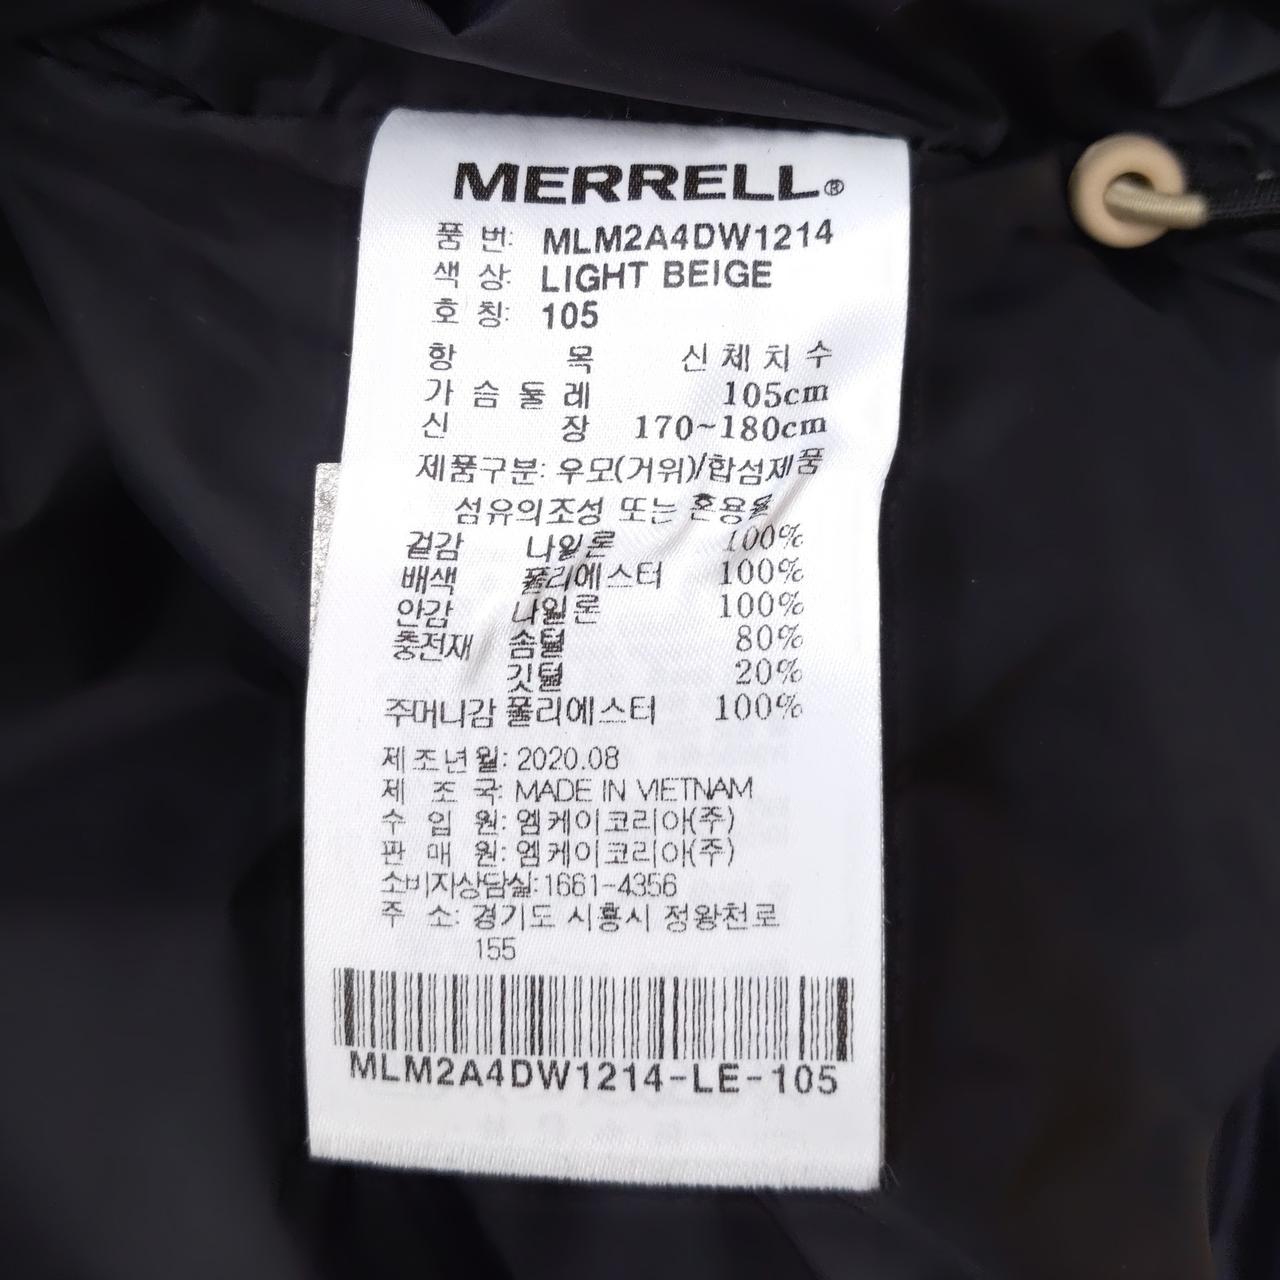 MERRELL®
품 번: MLM2A4DW1214
색 상: LIGHT BEIGE
호 칭: 105
항 목 신체치수
가슴둘레 105cm
신 장 170~180cm
제품구분: 우모(거위)/합섬제품
섬유의조성 또는 혼용율
겉감 나일론 100%
배색 폴리에스터 100%
안감 나일론 100%
충전재 솜털 80%
깃털 20%
주머니감 폴리에스터 100%
제조년월: 2020.08
제 조 국: MADE IN VIETNAM
수 입 원: 엠케이코리아(주)
판 매 원: 엠케이코리아(주)
소비자상담실:1661-4356
주 소: 경기도 시흥시 정왕천로
155
MLM2A4DW1214-LE-105